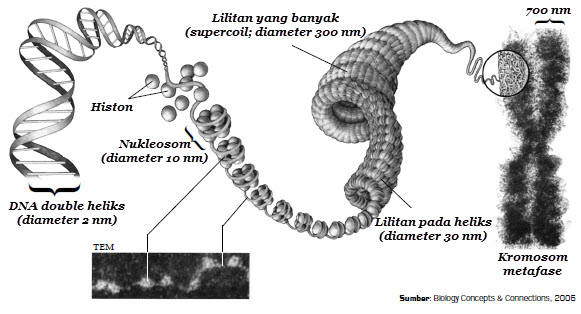 700 nm
Lilitan yang banyak
(supercoil; diameter 300 nm)
Histon
Nukleosom
(diameter 10 nm)
DNA double heliks
(diameter 2 nm)
Lilitan pada heliks
(diameter 30 nm)
TEM
Kromosom
metafase
Sumber: Biology Concepts & Connections, 2006